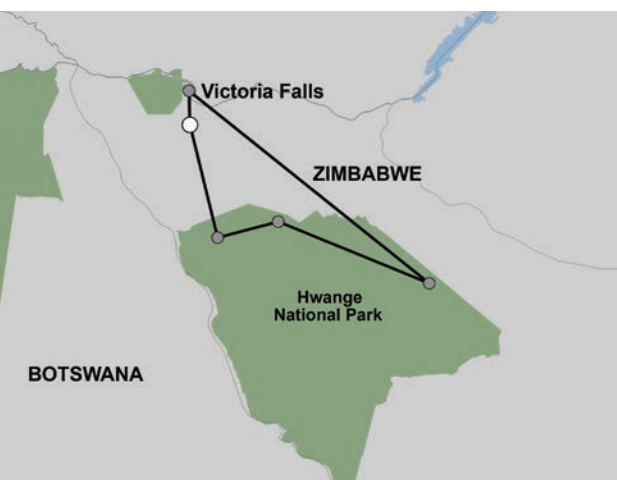 Victoria Falls
ZIMBABWE
Hwange
National Park
BOTSWANA